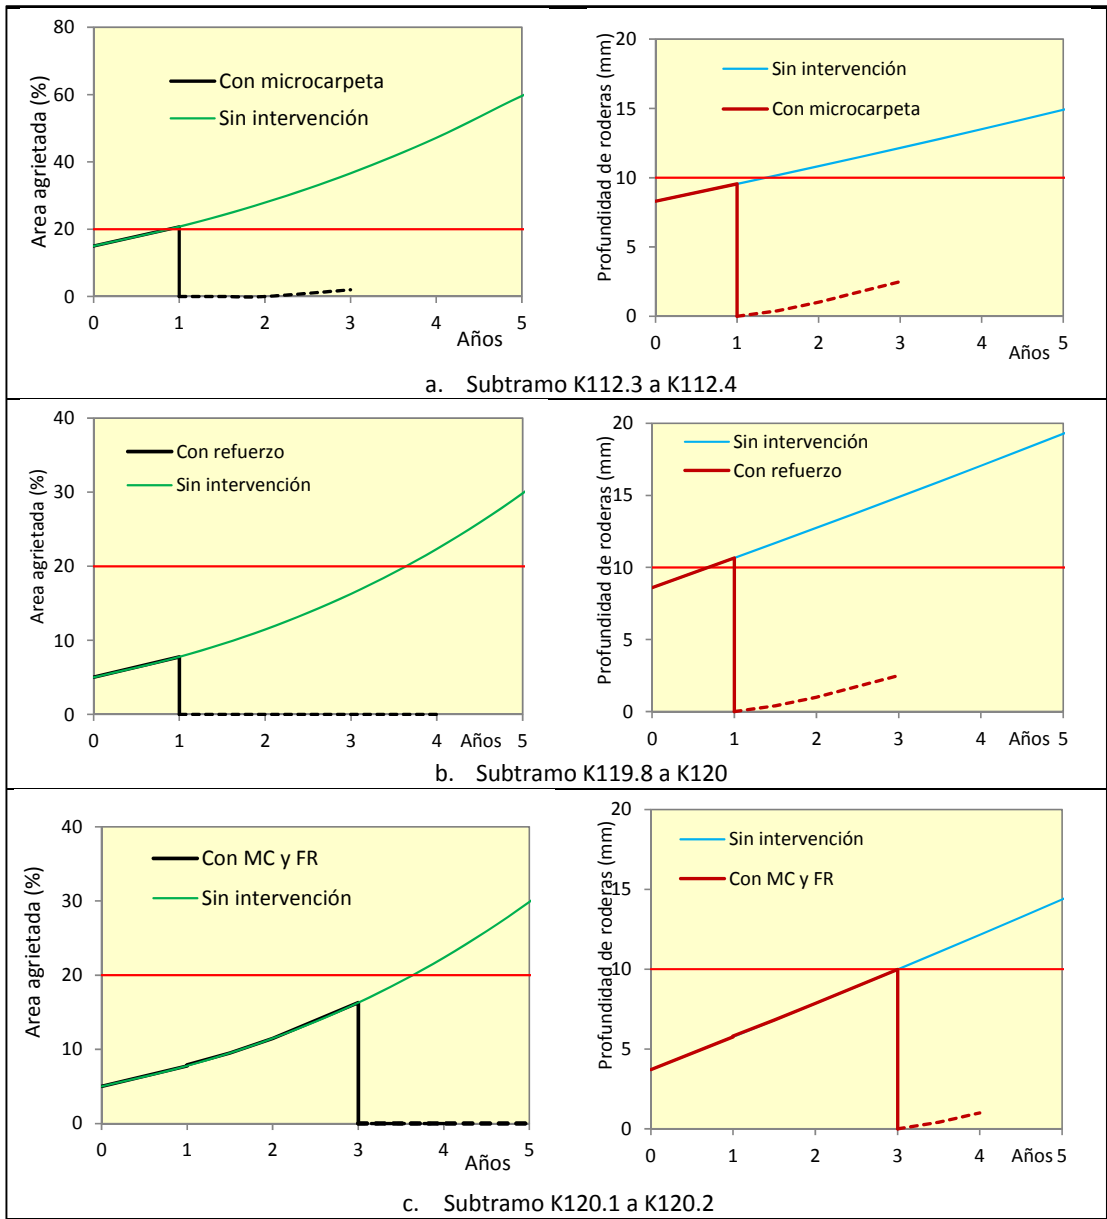 80
60
40
20
0
Area agrietada (%)
Con microcarpeta
Sin intervención
0 1 2 3 4 5
Años
20
15
10
5
0
Profundidad de roderas (mm)
Sin intervención
Con microcarpeta
0 1 2 3 4 5
Años
a. Subtramo K112.3 a K112.4
40
30
20
10
0
Area agrietada (%)
Con refuerzo
Sin intervención
0 1 2 3 4 Años 5
20
15
10
5
0
Profundidad de roderas (mm)
Sin intervención
Con refuerzo
0 1 2 3 4 Años 5
b. Subtramo K119.8 a K120
40
30
20
10
0
Area agrietada (%)
Con MC y FR
Sin intervención
0 1 2 3 4 5
Años
20
15
10
5
0
Profundidad de roderas (mm)
Sin intervención
Con MC y FR
0 1 2 3 4 Años 5
c. Subtramo K120.1 a K120.2